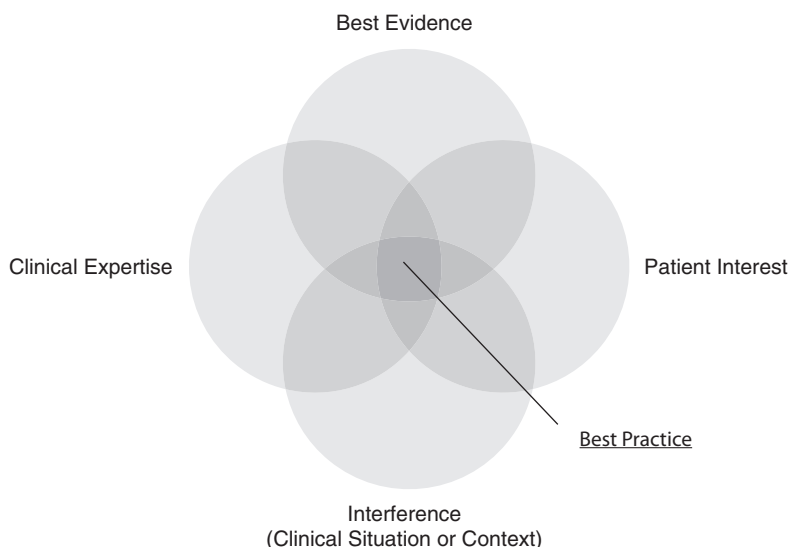 Best Evidence
Clinical Expertise
Patient Interest
Best Practice
Interference
(Clinical Situation or Context)